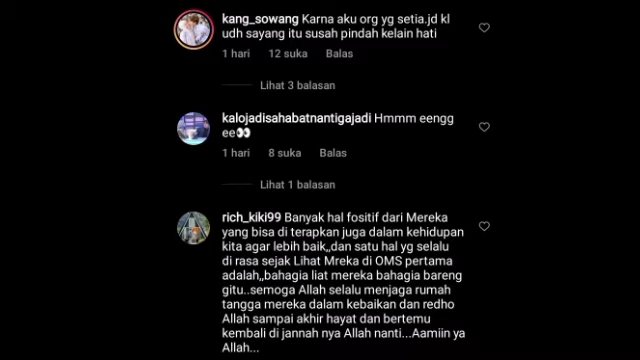 kang_sowang Karna aku org yg setia.jd kl
udh sayang itu susah pindah kelain hati
1 hari 12 suka Balas
Lihat 3 balasan
kalojadisahabatnantigajadi Hmmm eengg
ee👀
1 hari 8 suka Balas
Lihat 1 balasan
rich_kiki99 Banyak hal fositif dari Mereka
yang bisa di terapkan juga dalam kehidupan
kita agar lebih baik,,dan satu hal yg selalu
di rasa sejak Lihat Mreka di OMS pertama
adalah,,bahagia liat mereka bahagia bareng
gitu..semoga Allah selalu menjaga rumah
tangga mereka dalam kebaikan dan redho
Allah sampai akhir hayat dan bertemu
kembali di jannah nya Allah nanti...Aamiin ya
Allah...